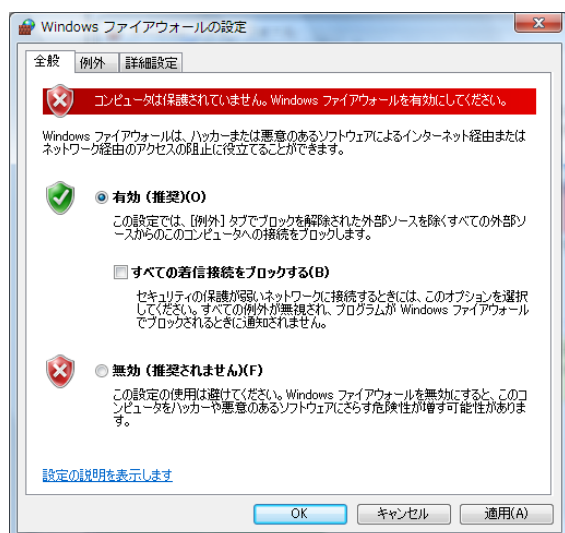 Windows ファイアウォールの設定
全般 例外 詳細設定
コンピュータは保護されていません。Windows ファイアウォールを有効にしてください。
Windows ファイアウォールは、ハッカーまたは悪意のあるソフトウェアによるインターネット経由または
ネットワーク経由のアクセスの阻止に役立てることができます。
有効 (推奨)(O)
この設定では、[例外] タブでブロックを解除された外部ソースを除くすべての外部ソ
ースからのこのコンピュータへの接続をブロックします。
すべての着信接続をブロックする(B)
セキュリティの保護が弱いネットワークに接続するときには、このオプションを選択
してください。すべての例外が無視され、プログラムが Windows ファイアウォール
でブロックされるときに通知されません。
無効 (推奨されません)(F)
この設定の使用は避けてください。Windows ファイアウォールを無効にすると、このコ
ンピュータをハッカーや悪意のあるソフトウェアにさらす危険性が増す可能性がありま
す。
設定の説明を表示します
OK キャンセル 適用(A)